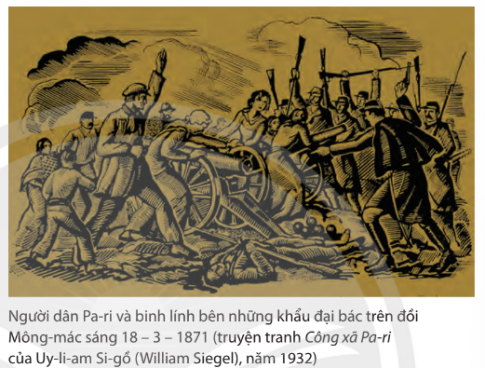 Người dân Pa-ri và binh lính bên những khẩu đại bác trên đồi
Mông-mác sáng 18 – 3 – 1871 (truyện tranh Công xã Pa-ri
của Uy-li-am Si-gồ (William Siegel), năm 1932)